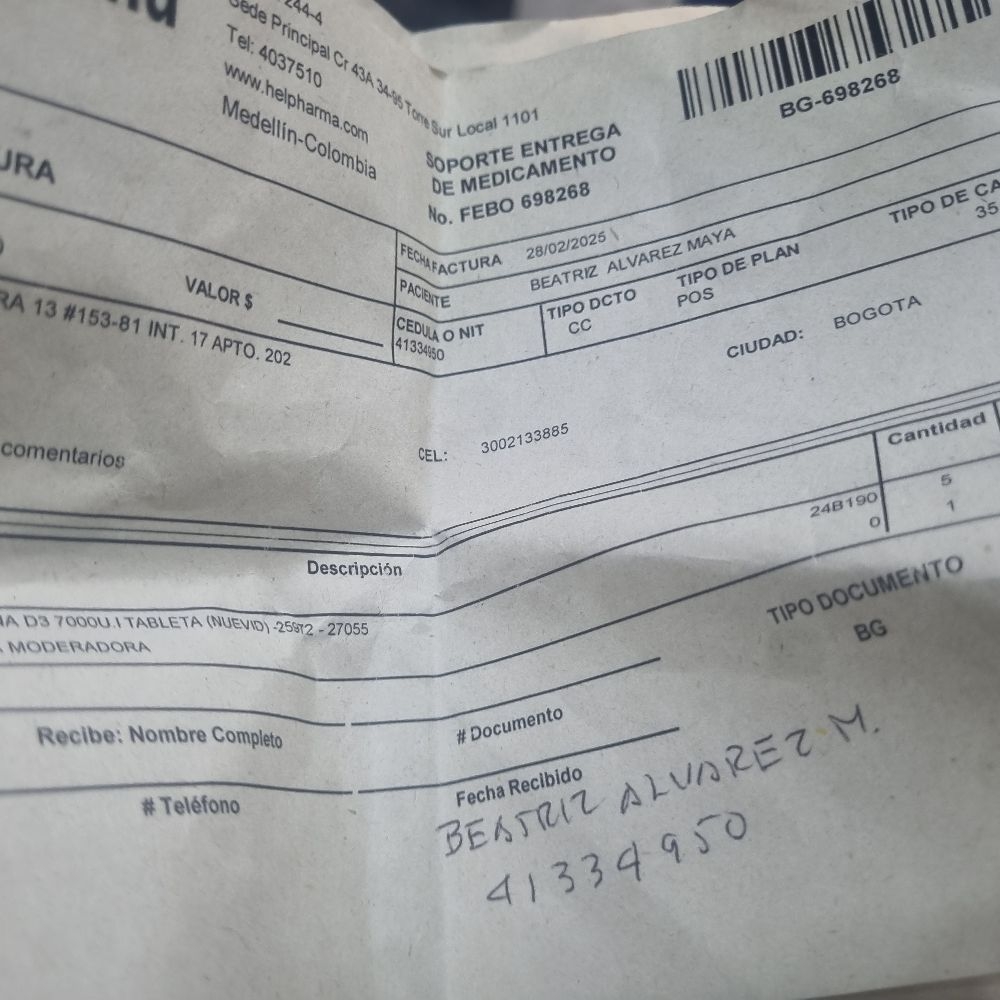 244-4
Sede Principal Cr 43A 34-95 Torre Sur Local 1101
Tel: 4037510
www.helpharma.com
Medellín-Colombia
BG-698268
SOPORTE ENTREGA
DE MEDICAMENTO
No. FEBO 698268
URA
FECHA FACTURA 28/02/2025
PACIENTE BEATRIZ ALVAREZ MAYA
VALOR $
CEDULA O NIT TIPO DCTO TIPO DE PLAN TIPO DE CA
41334950 CC POS 35
RA 13 #153-81 INT. 17 APTO. 202
CIUDAD: BOGOTA
comentarios
CEL: 3002133885
Descripción Cantidad
IA D3 7000U.I TABLETA (NUEVID) -25972 - 27055 24B190 5
MODERADORA 0 1
TIPO DOCUMENTO
BG
Recibe: Nombre Completo # Documento
# Teléfono Fecha Recibido
BEATRIZ ALVAREZ M.
41334950